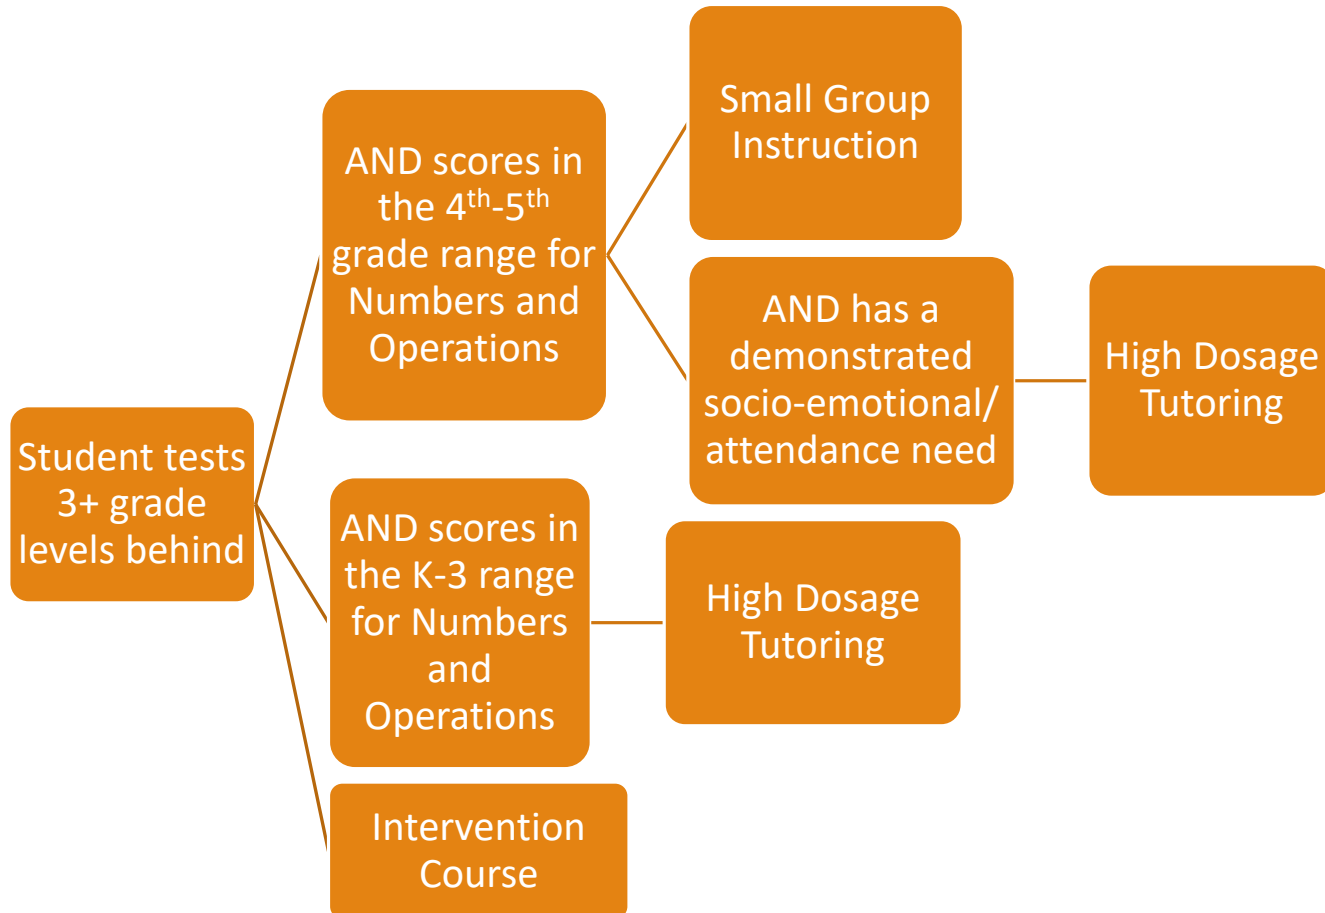 Student tests
3+ grade
levels behind
AND scores in
the 4th-5th
grade range for
Numbers and
Operations
Small Group
Instruction
AND has a
demonstrated
socio-emotional/
attendance need
High Dosage
Tutoring
AND scores in
the K-3 range
for Numbers
and
Operations
High Dosage
Tutoring
Intervention
Course